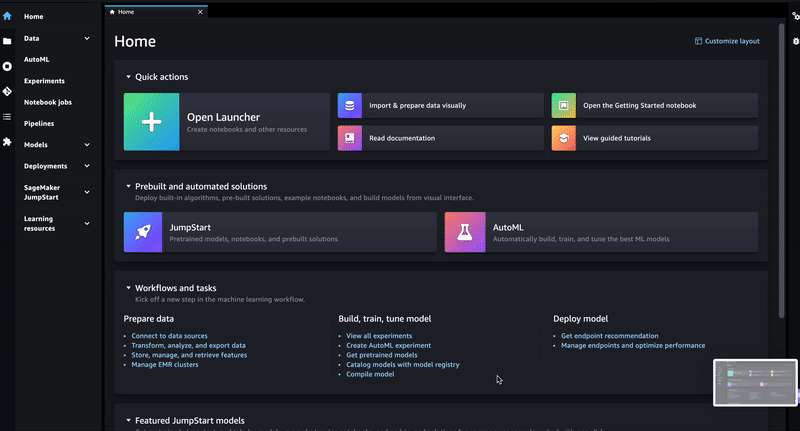 Home
Home
Data
AutoML
Experiments
Notebook jobs
Pipelines
Models
Deployments
SageMaker
JumpStart
Learning
resources
Home
Customize layout
Quick actions
Open Launcher
Create notebooks and other resources
Import & prepare data visually
Open the Getting Started notebook
Read documentation
View guided tutorials
Prebuilt and automated solutions
Deploy built-in algorithms, pre-built solutions, example notebooks, and build models from visual interface.
JumpStart
Pretrained models, notebooks, and prebuilt solutions
AutoML
Automatically build, train, and tune the best ML models
Workflows and tasks
Kick off a new step in the machine learning workflow.
Prepare data
Connect to data sources
Transform, analyze, and export data
Store, manage, and retrieve features
Manage EMR clusters
Build, train, tune model
View all experiments
Create AutoML experiment
Get pretrained models
Catalog models with model registry
Compile model
Deploy model
Get endpoint recommendation
Manage endpoints and optimize performance
Featured JumpStart models